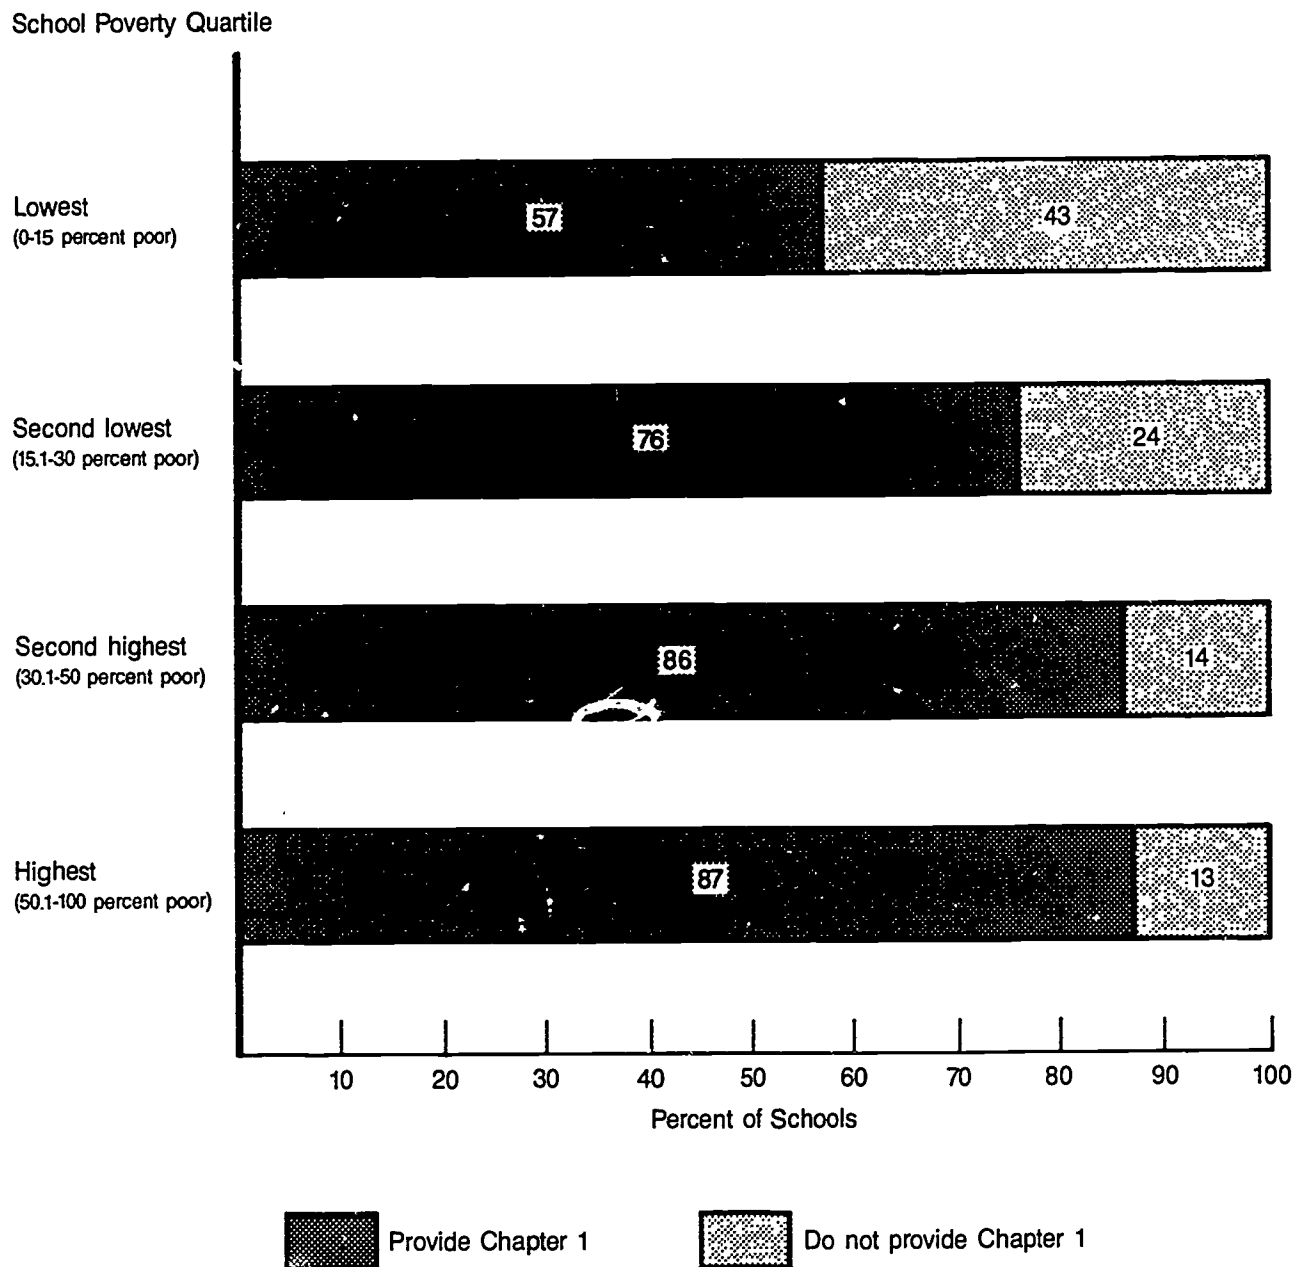 School Poverty Quartile
Lowest
(0-15 percent poor)
57
43
Second lowest
(15.1-30 percent poor)
76
24
Second highest
(30.1-50 percent poor)
86
14
Highest
(50.1-100 percent poor)
87
13
10 20 30 40 50 60 70 80 90 100
Percent of Schools
Provide Chapter 1
Do not provide Chapter 1